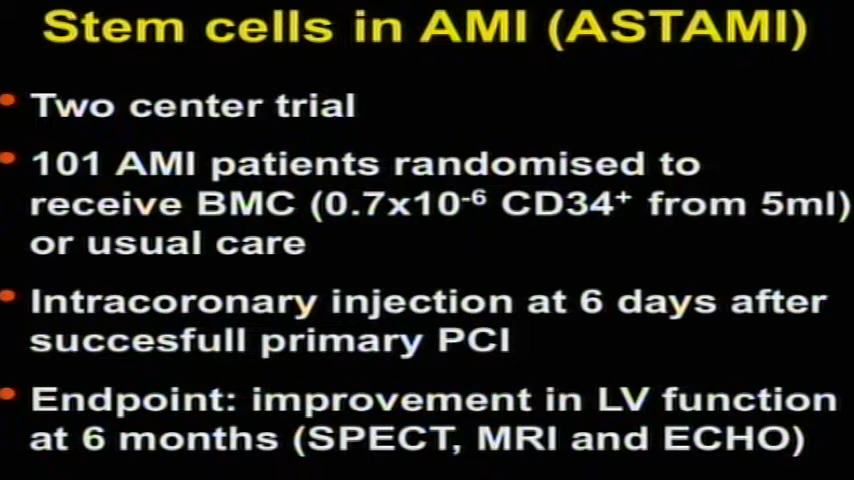 Stem cells in AMI (ASTAMI)
• Two center trial
• 101 AMI patients randomised to
receive BMC (0.7x10⁻⁶ CD34⁺ from 5ml)
or usual care
• Intracoronary injection at 6 days after
succesfull primary PCI
• Endpoint: improvement in LV function
at 6 months (SPECT, MRI and ECHO)